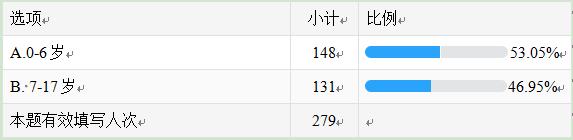 选项 小计 比例
A.0-6岁 148 53.05%
B.·7-17岁 131 46.95%
本题有效填写人次 279